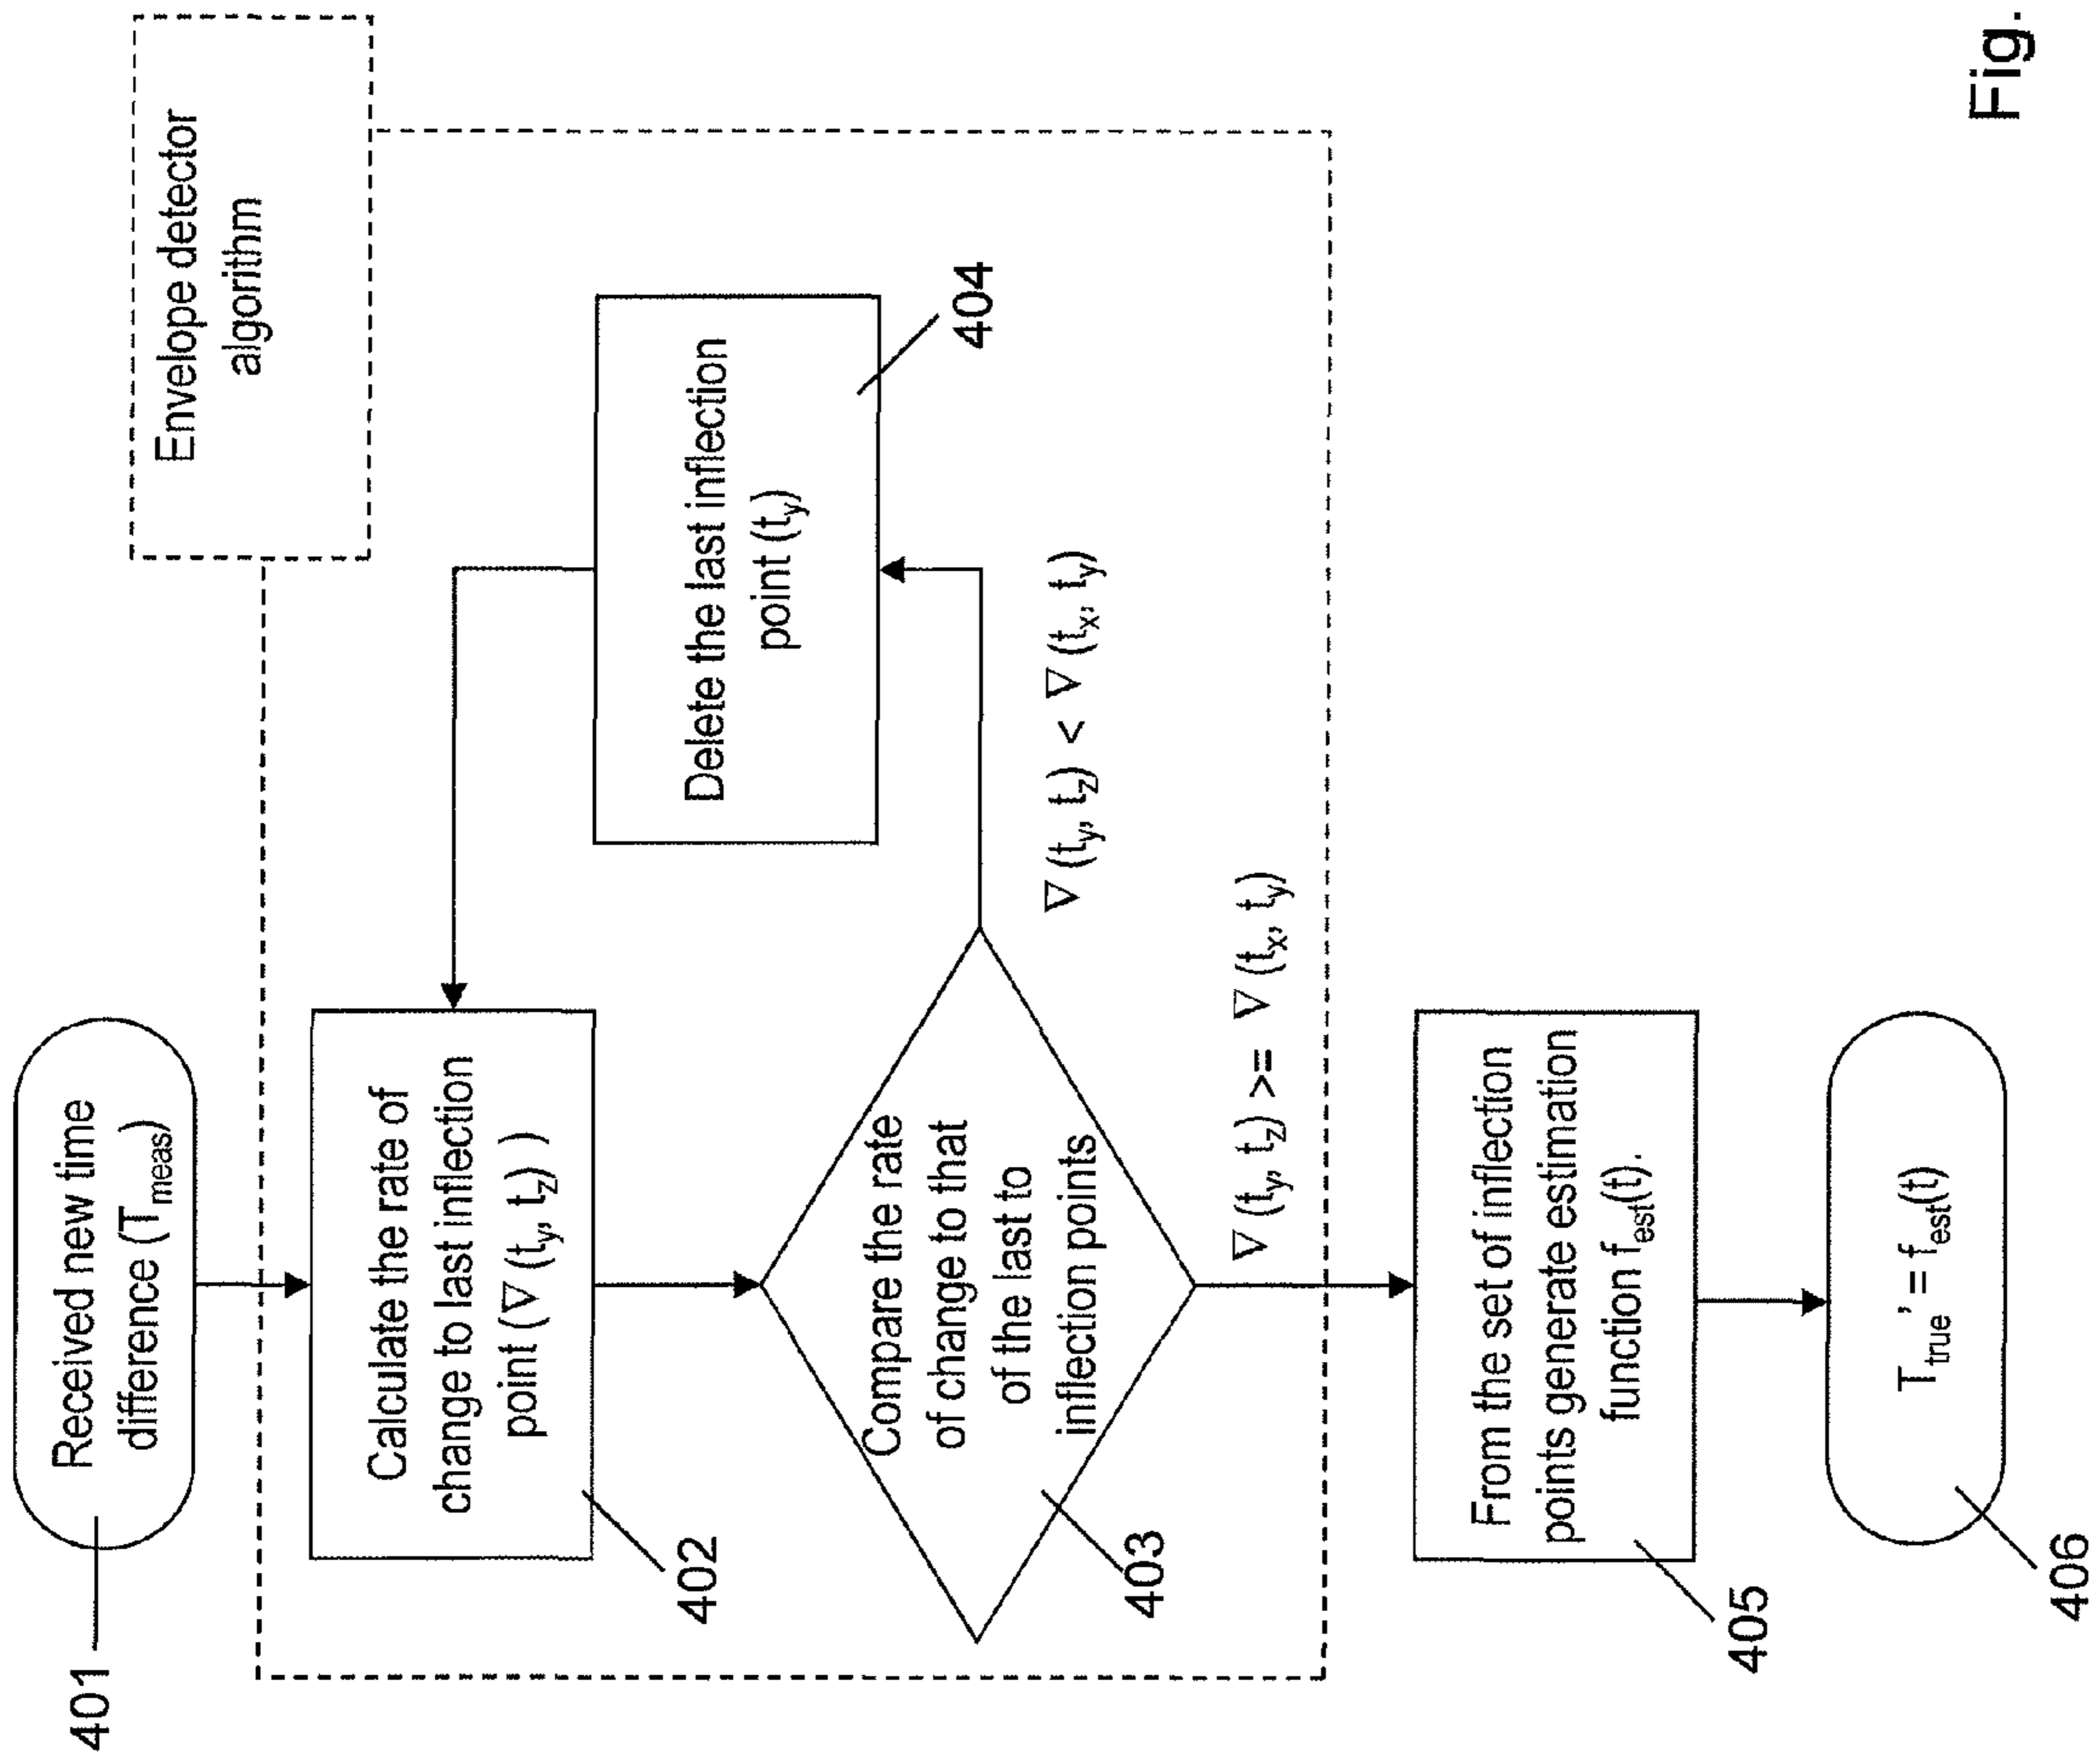 401
Received new time
difference (Tmeas)
Envelope detector
algorithm
Calculate the rate of
change to last inflection
point (∇ (ty, tz) )
402
Compare the rate
of change to that
of the last to
inflection points
403
Delete the last inflection
point (ty)
404
∇ (ty, tz) < ∇ (tx, ty)
∇ (ty, tz) >= ∇ (tx, ty)
From the set of inflection
points generate estimation
function fest(t).
405
Ttrue' = fest(t)
406
Fig.